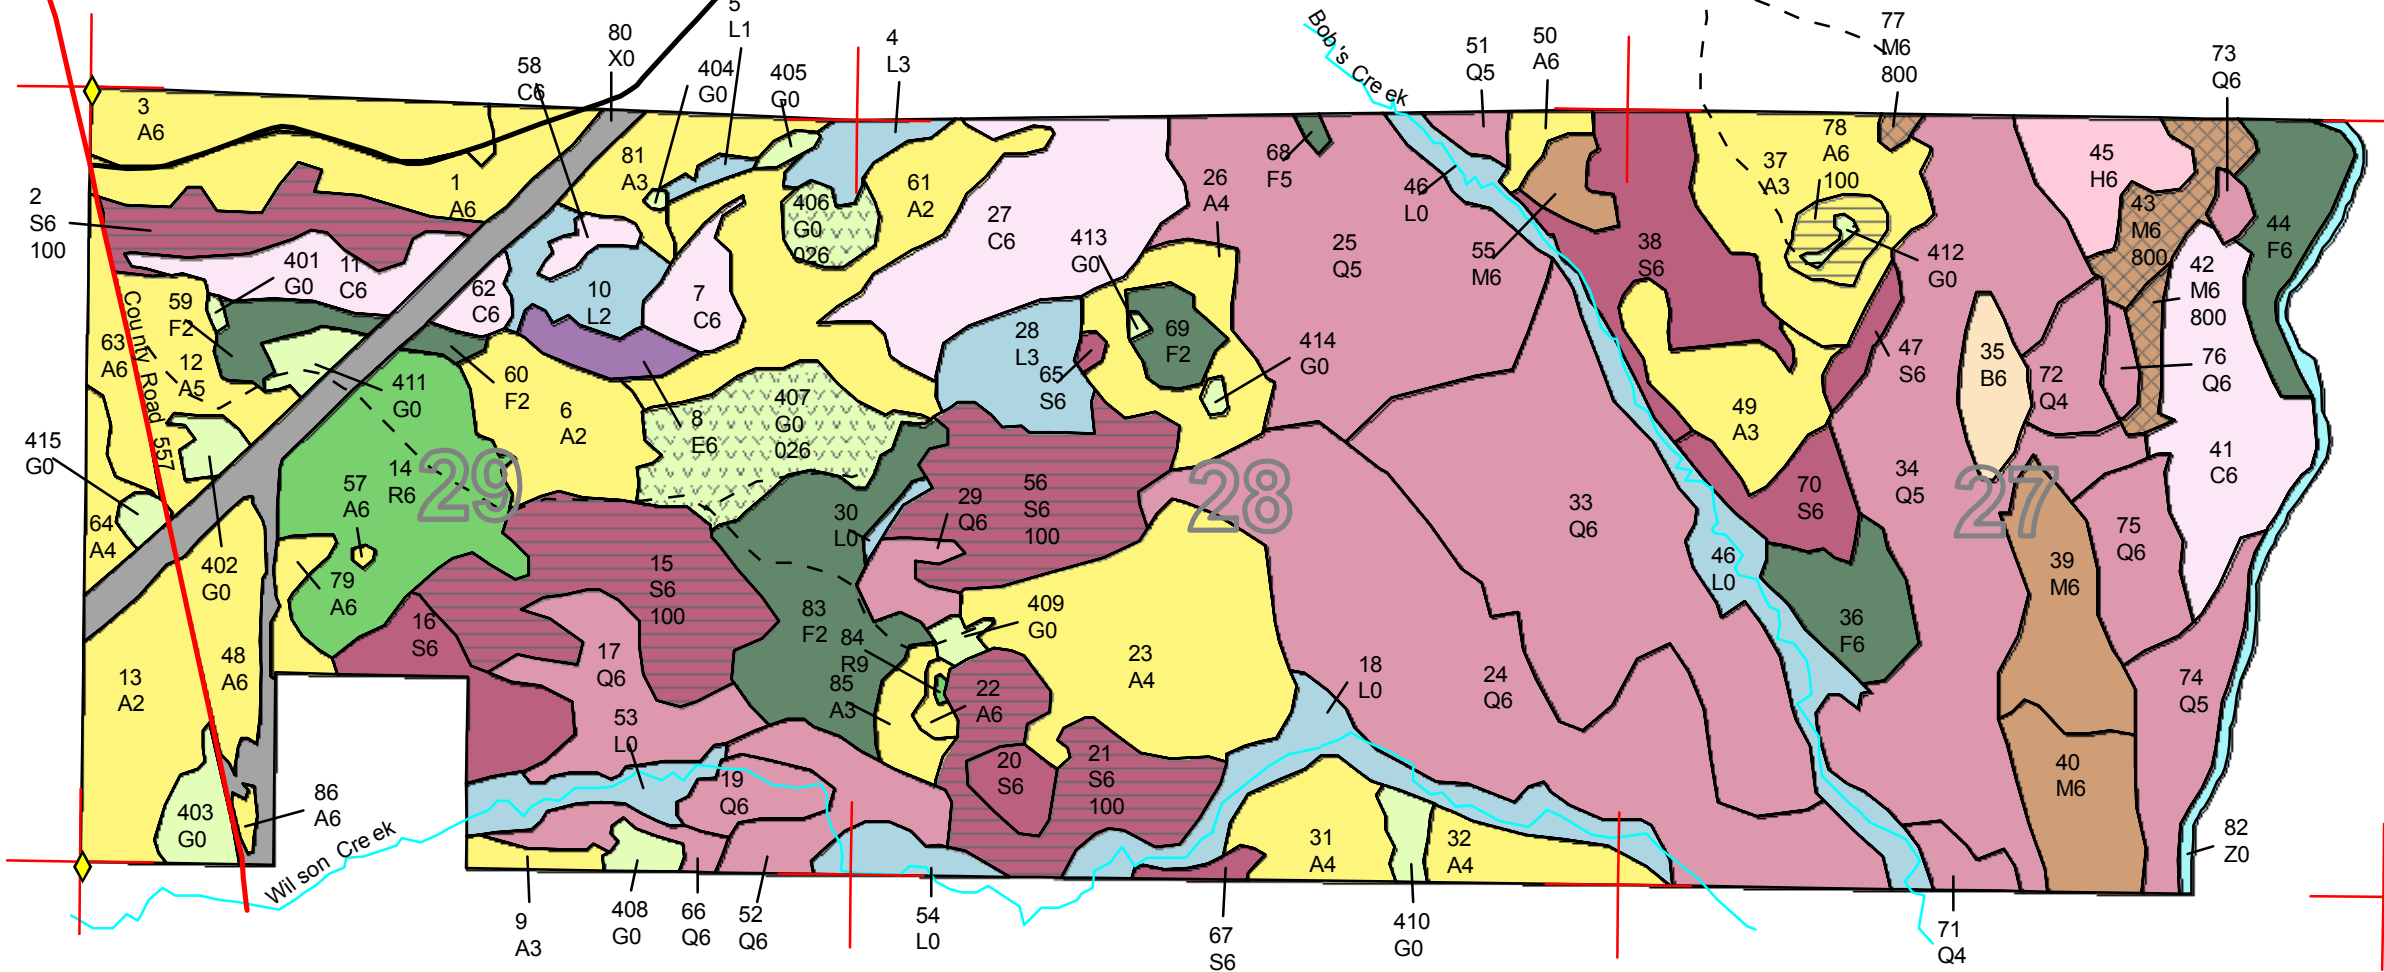 5
L1
80
X0
4
L3
58
C6
404
G0
405
G0
Bob's Creek
51
Q5
50
A6
77
M6
800
73
Q6
3
A6
2
S6
100
1
A6
81
A3
61
A2
406
G0
026
27
C6
26
A4
68
F5
25
Q5
46
L0
55
M6
38
S6
37
A3
78
A6
100
412
G0
45
H6
43
M6
800
44
F6
42
M6
800
401
G0
11
C6
62
C6
10
L2
7
C6
413
G0
28
L3
65
S6
69
F2
414
G0
59
F2
63
A6
12
A5
County Road 557
411
G0
60
F2
6
A2
8
E6
407
G0
026
49
A3
47
S6
35
B6
72
Q4
76
Q6
41
C6
415
G0
64
A4
57
A6
14
R6
29
30
L0
29
Q6
56
S6
100
28
33
Q6
70
S6
34
Q5
27
75
Q6
402
G0
79
A6
16
S6
15
S6
100
17
Q6
83
F2
84
R9
85
A3
409
G0
23
A4
22
A6
46
L0
36
F6
39
M6
13
A2
48
A6
53
L0
18
L0
24
Q6
74
Q5
20
S6
21
S6
100
19
Q6
40
M6
403
G0
86
A6
Wilson Creek
31
A4
32
A4
82
Z0
9
A3
408
G0
66
Q6
52
Q6
54
L0
67
S6
410
G0
71
Q4